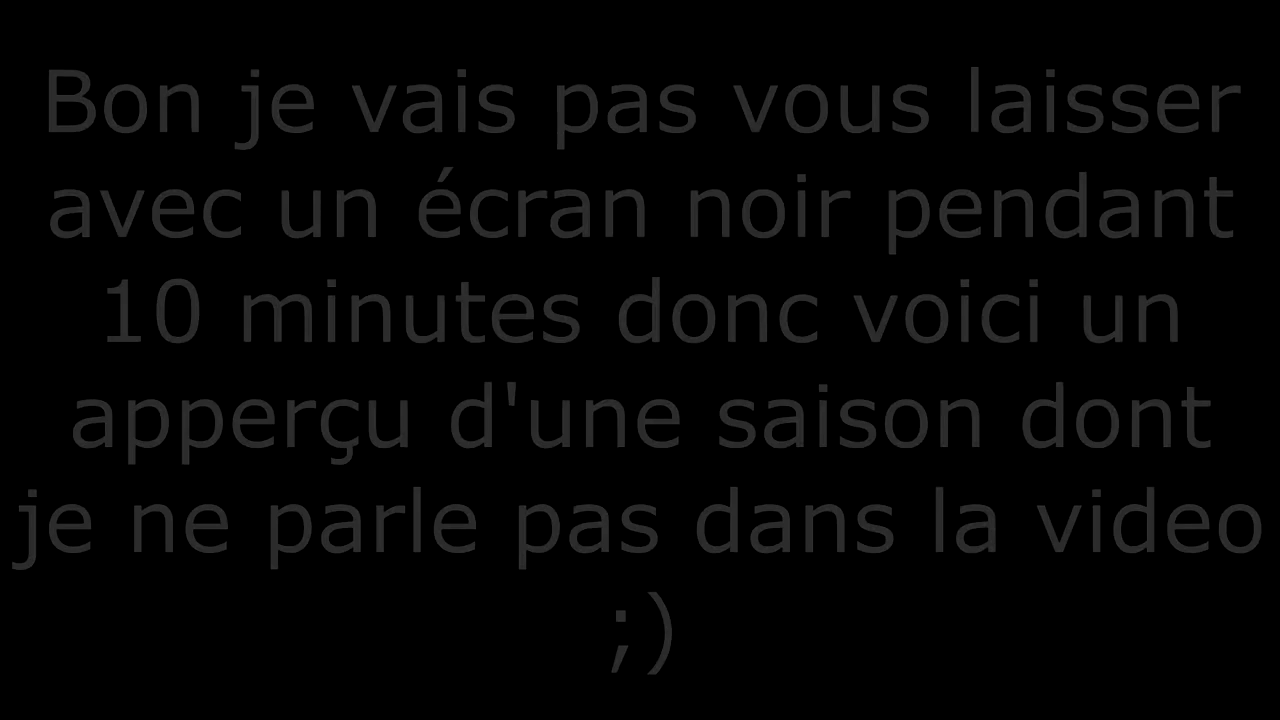 Bon je vais pas vous laisser
avec un écran noir pendant
10 minutes donc voici un
apperçu d'une saison dont
je ne parle pas dans la video
;)